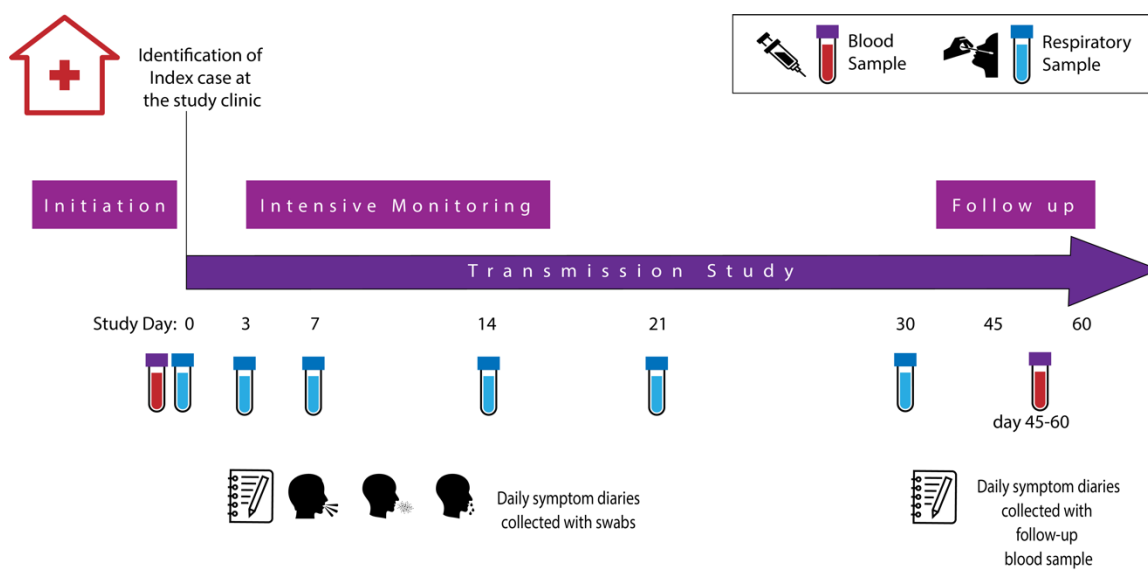 Identification of
Index case at
the study clinic
Blood
Sample
Respiratory
Sample
Initiation
Intensive Monitoring
Follow up
Transmission Study
Study Day: 0 3 7 14 21 30 45 60
day 45-60
Daily symptom diaries
collected with swabs
Daily symptom diaries
collected with
follow-up
blood sample